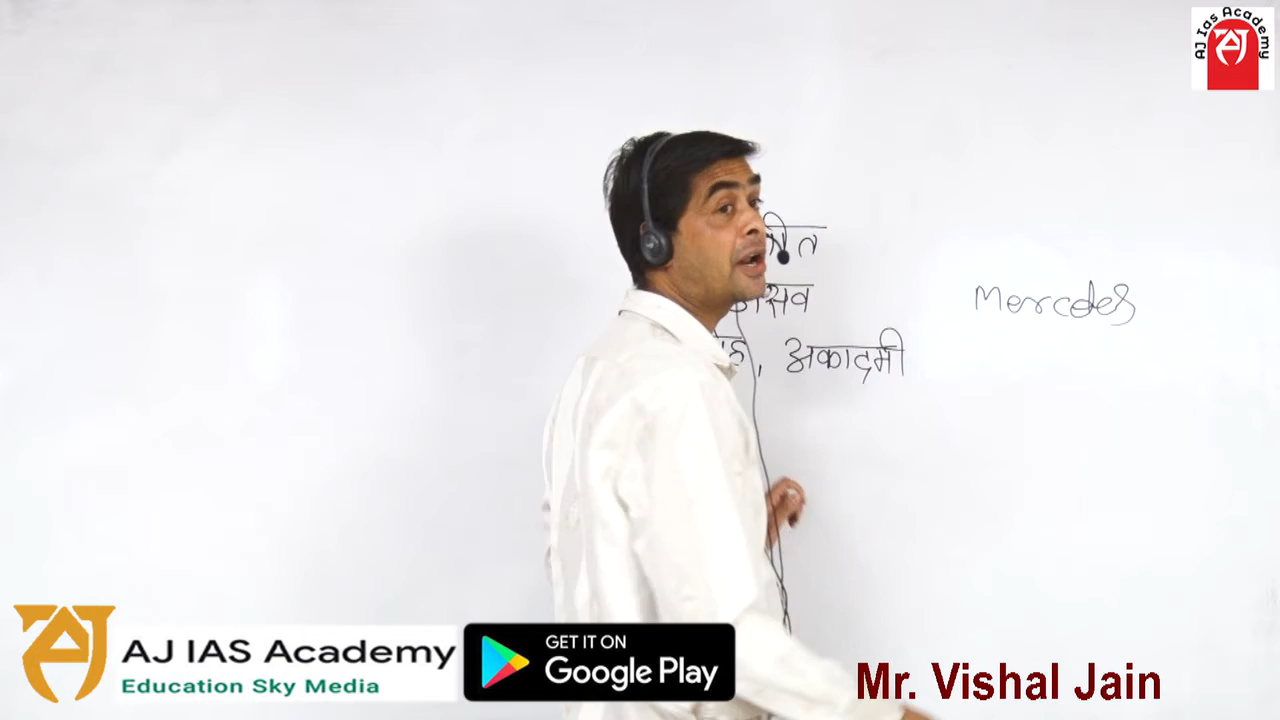 AJ Ias Academy
Mercedes
, अकादमी
AJ IAS Academy
Education Sky Media
GET IT ON
Google Play
Mr. Vishal Jain